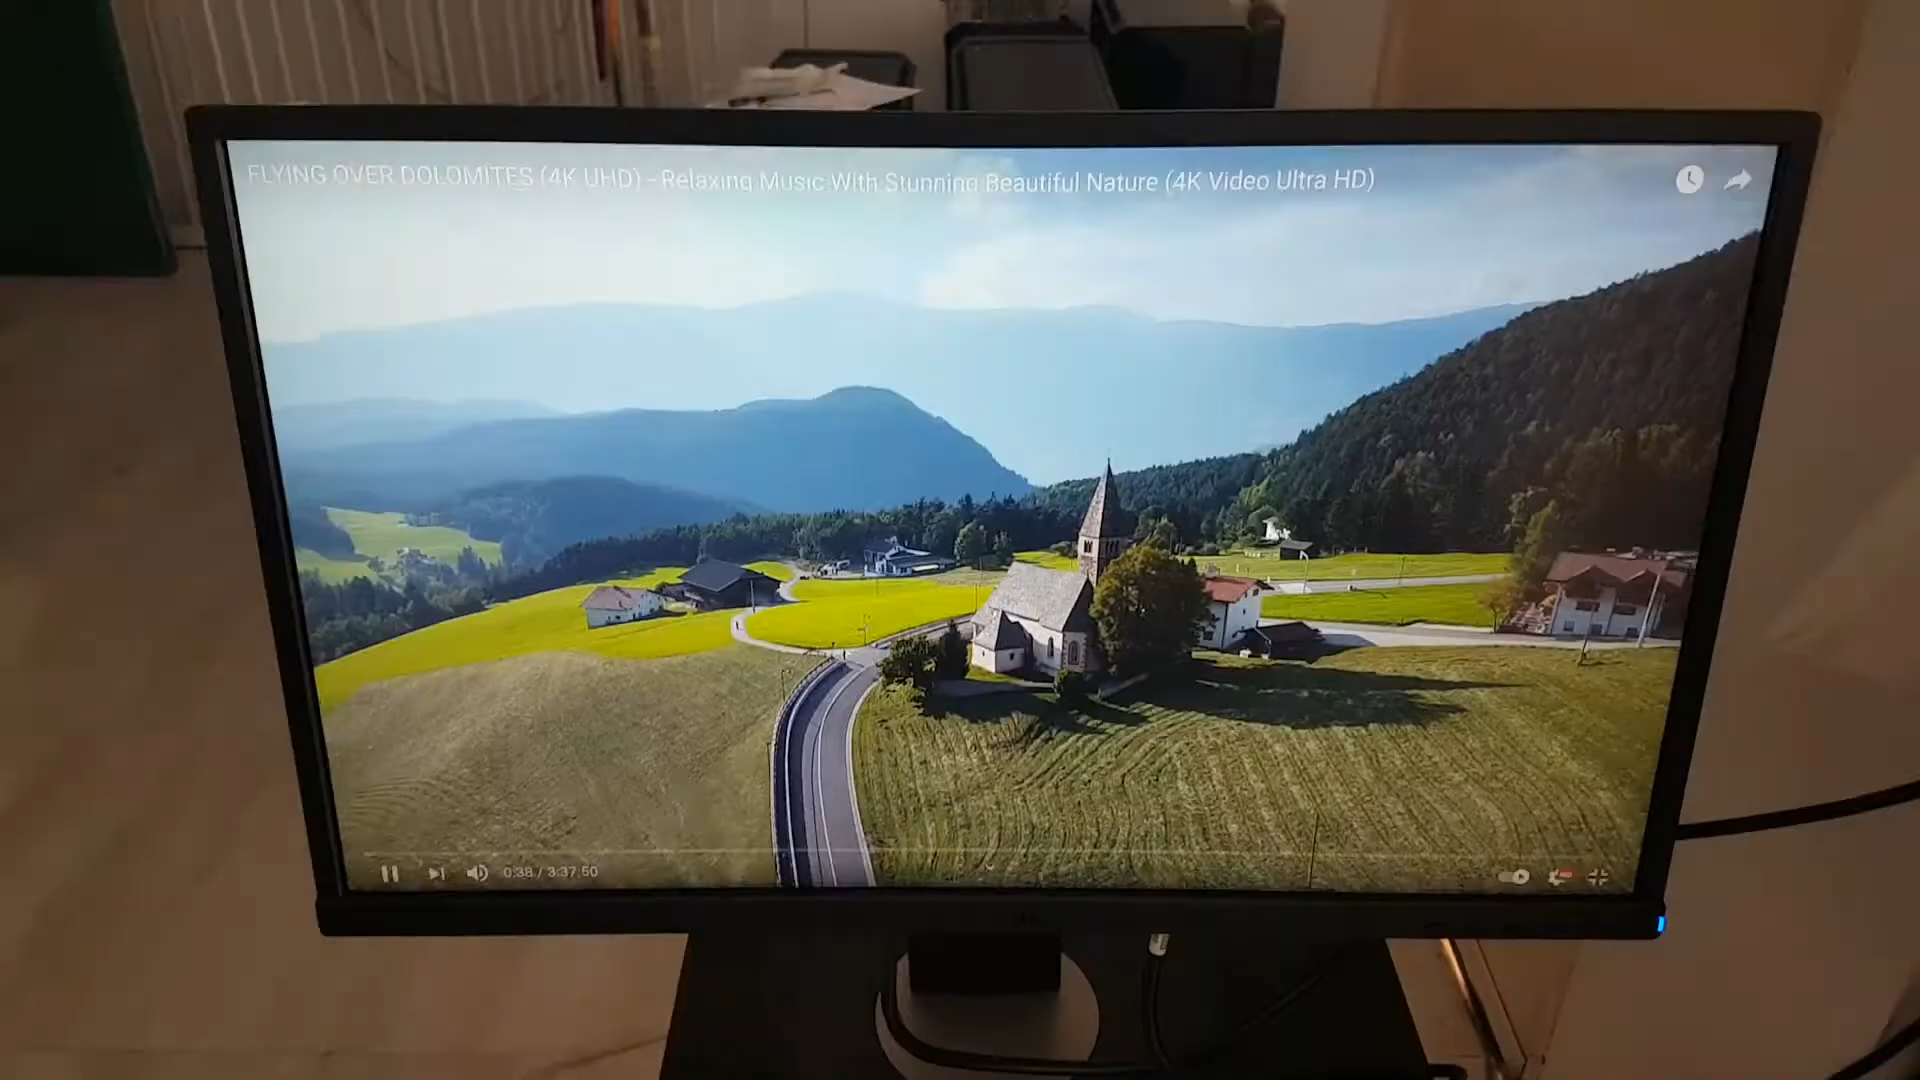 FLYING OVER DOLOMITES (4K UHD) - Relaxing Music With Stunning Beautiful Nature (4K Video Ultra HD)
0:38 / 3:37:50